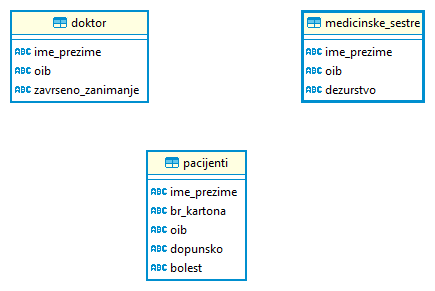 doktor
ABC ime_prezime
ABC oib
ABC zavrseno_zanimanje
medicinske_sestre
ABC ime_prezime
ABC oib
ABC dezurstvo
pacijenti
ABC ime_prezime
ABC br_kartona
ABC oib
ABC dopunsko
ABC bolest